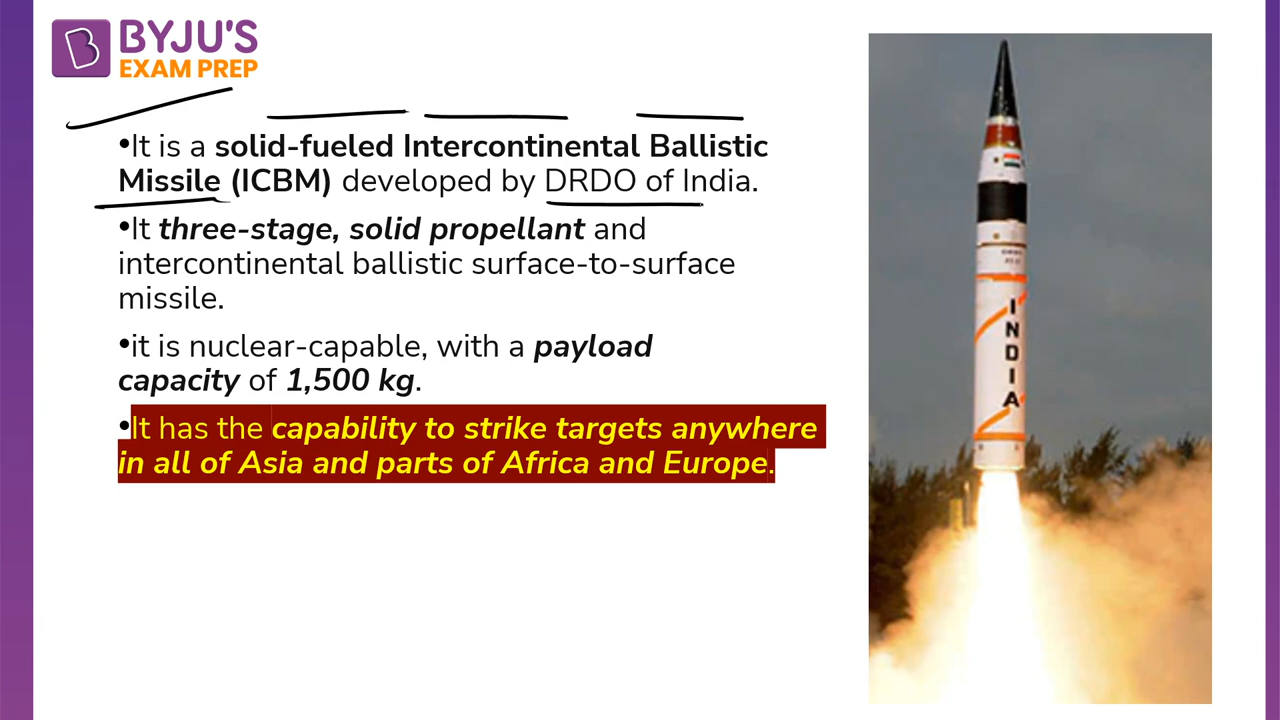 BYJU'S
EXAM PREP
•It is a solid-fueled Intercontinental Ballistic
Missile (ICBM) developed by DRDO of India.
•It three-stage, solid propellant and
intercontinental ballistic surface-to-surface
missile.
•it is nuclear-capable, with a payload
capacity of 1,500 kg.
•It has the capability to strike targets anywhere
in all of Asia and parts of Africa and Europe.
INDIA